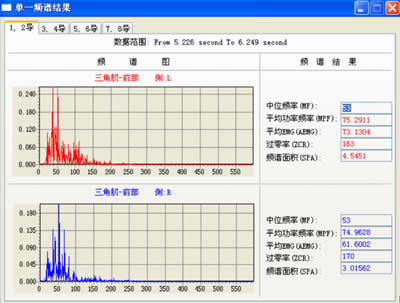 单一频谱结果
1, 2导 3. 4导 5, 6导 7. 8导
数据范围: From 5.226 second To 6.249 second
频 谱 图
频 谱 结 果
三角肌-前部 测:L
0.240
0.180
0.120
0.060
0.000
0 50 100 150 200 250 300 350 400 450 500 550
中位频率(MF):
平均功率频率(MPF): 75.2911
平均EMG(AEMG): 73.1304
过零率(ZCR): 163
频谱面积(SPA): 4.5451
三角肌-前部 测:R
0.180
0.135
0.090
0.045
0.000
0 50 100 150 200 250 300 350 400 450 500 550
中位频率(MF): 53
平均功率频率(MPF): 74.9628
平均EMG(AEMG): 61.6002
过零率(ZCR): 170
频谱面积(SPA): 3.01562